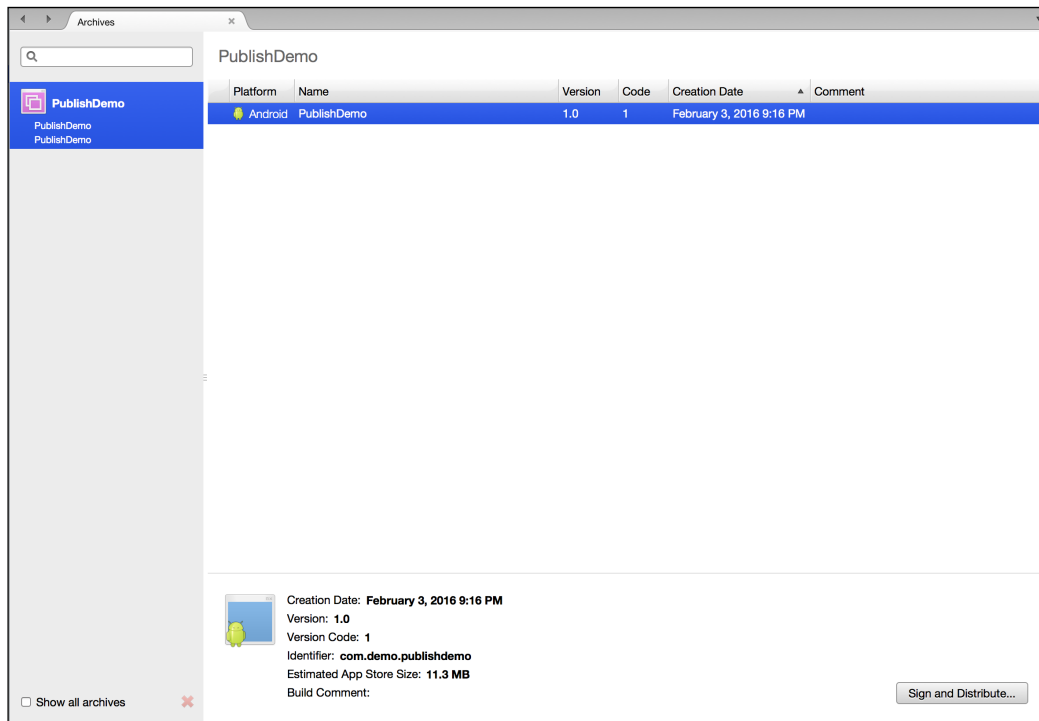 Archives
PublishDemo
PublishDemo
PublishDemo
Show all archives
PublishDemo
Platform Name Version Code Creation Date Comment
Android PublishDemo 1.0 1 February 3, 2016 9:16 PM
Creation Date: February 3, 2016 9:16 PM
Version: 1.0
Version Code: 1
Identifier: com.demo.publishdemo
Estimated App Store Size: 11.3 MB
Build Comment:
Sign and Distribute...